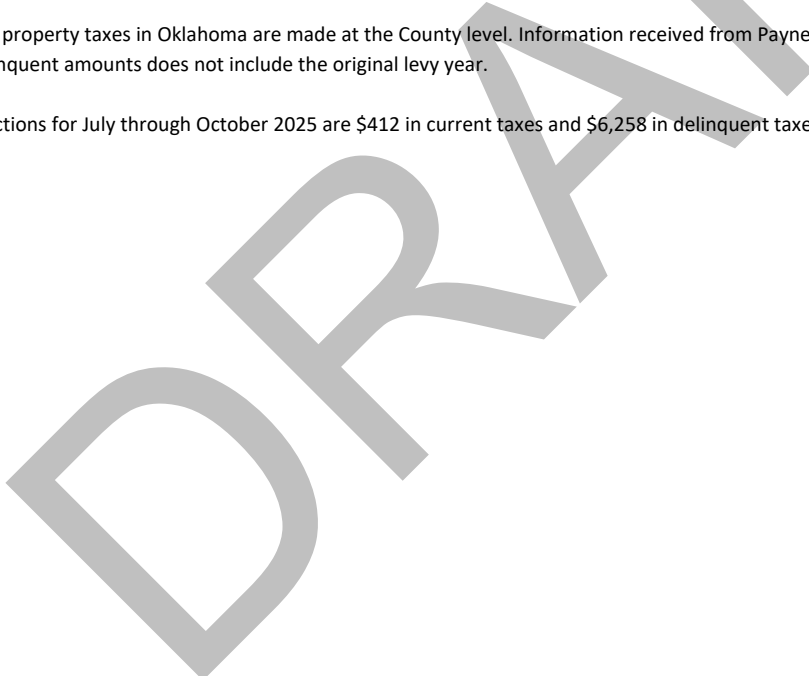 property taxes in Oklahoma are made at the County level. Information received from Payne
nquent amounts does not include the original levy year.
ctions for July through October 2025 are $412 in current taxes and $6,258 in delinquent taxe
DRA